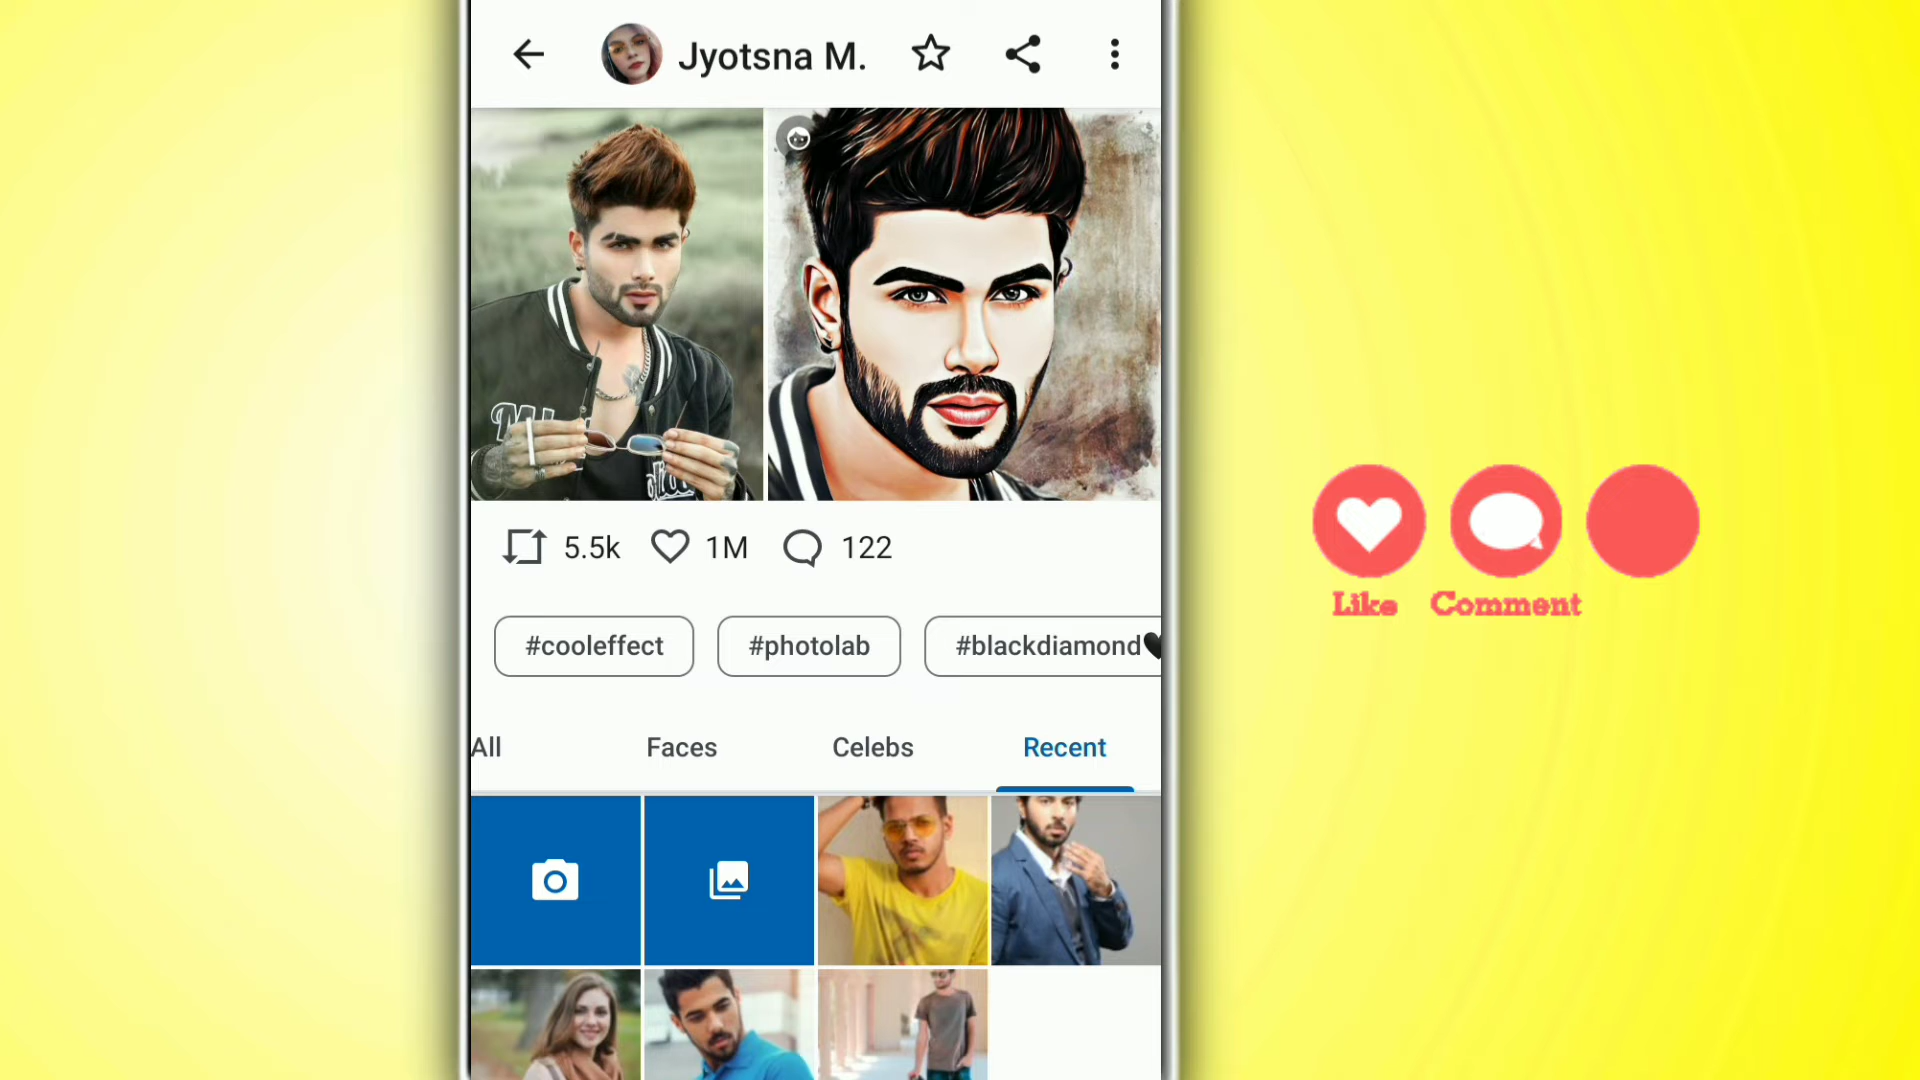 Jyotsna M.
5.5k 1M 122
#cooleffect #photolab #blackdiamond🖤
All Faces Celebs Recent
Like Comment